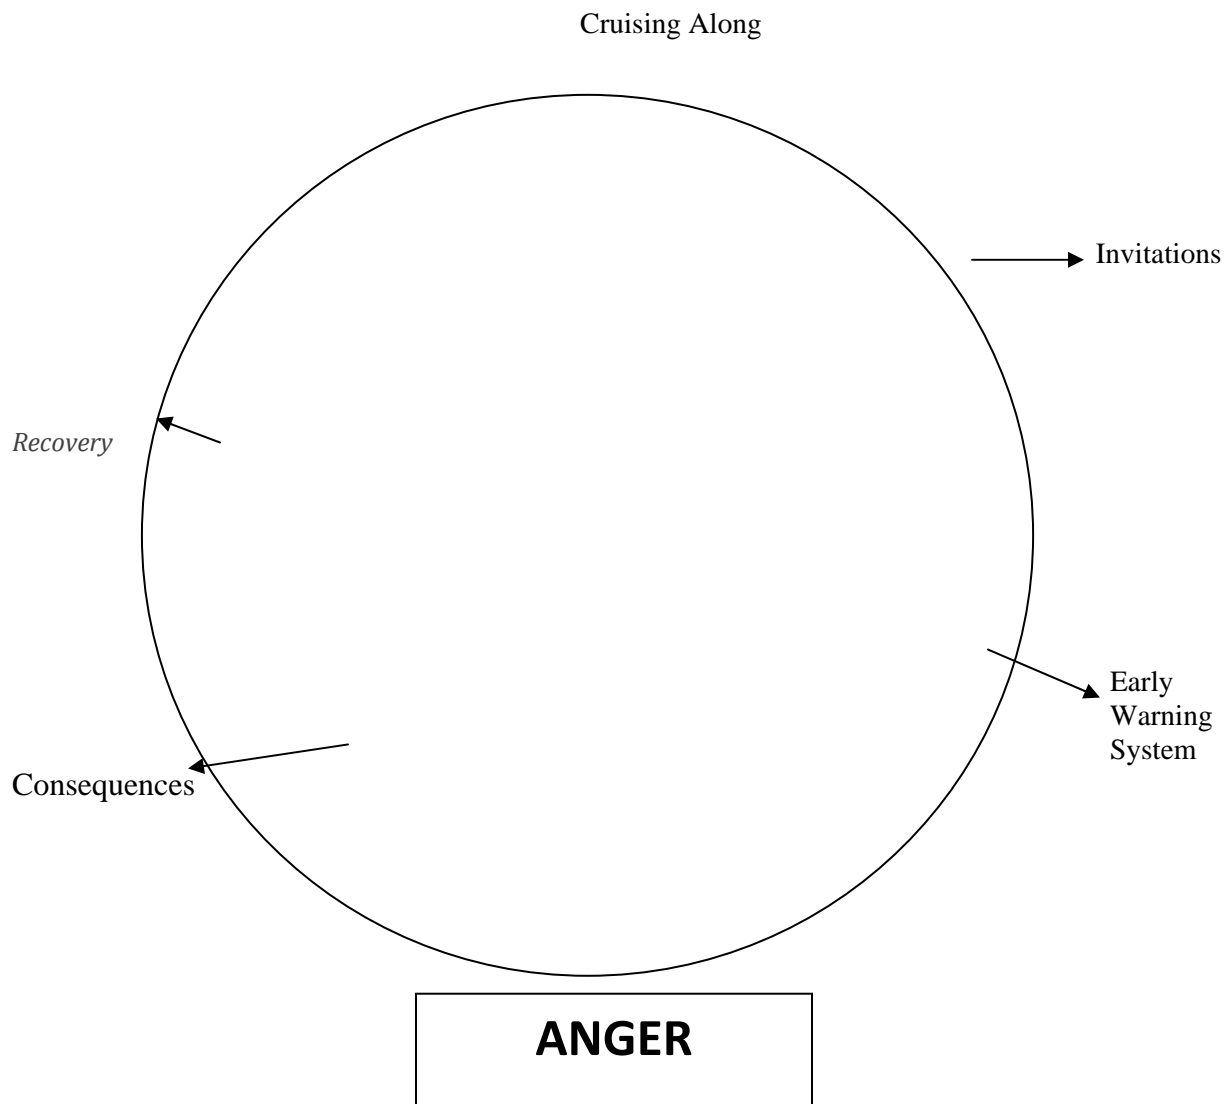 Cruising Along
Invitations
Recovery
Early
Warning
System
Consequences
ANGER